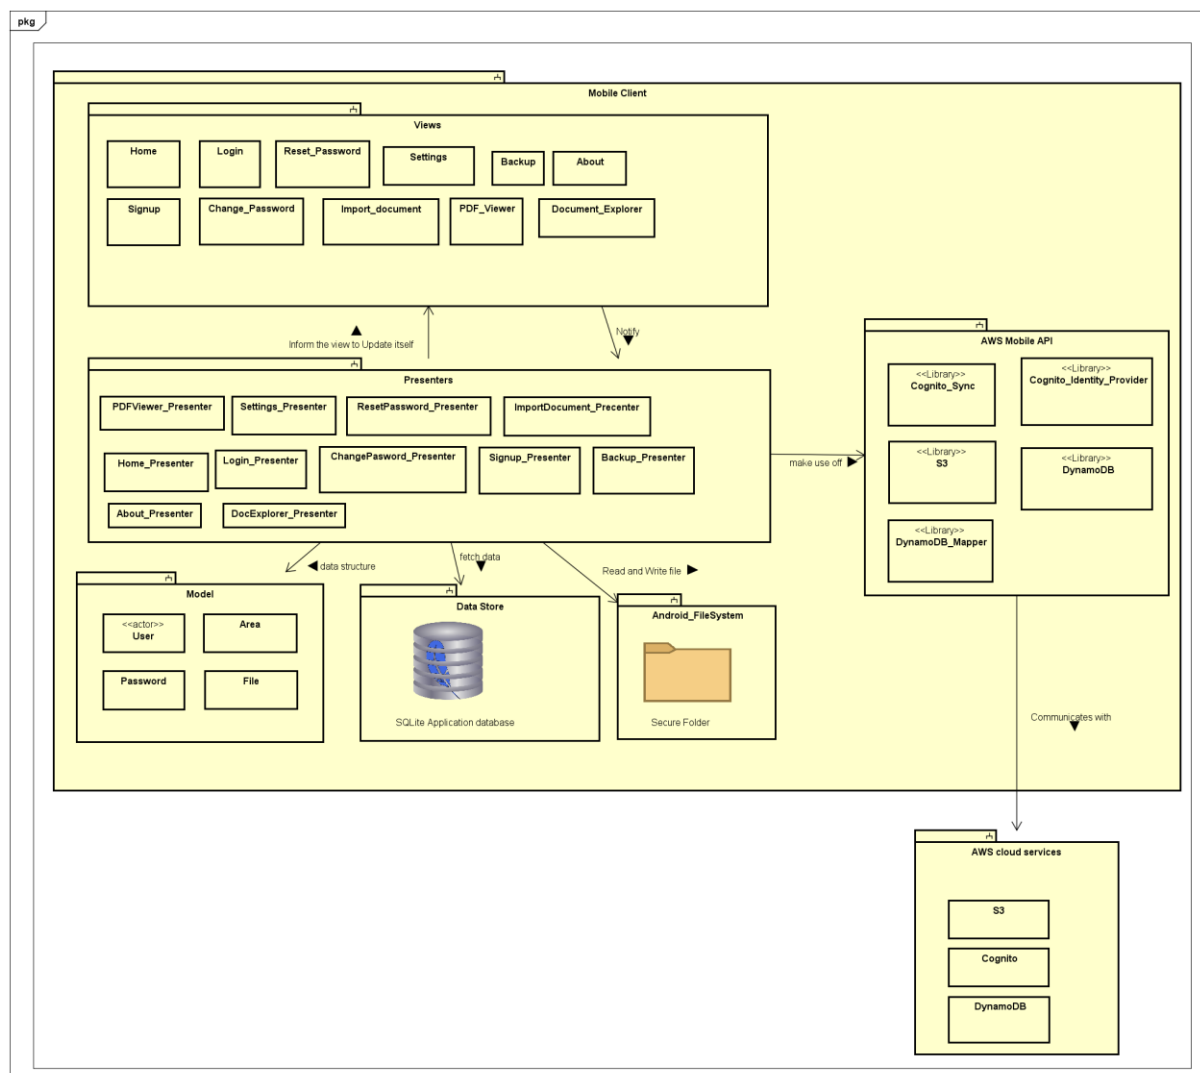 pkg
Mobile Client
Views
Home
Login
Reset_Password
Settings
Backup
About
Signup
Change_Password
Import_document
PDF_Viewer
Document_Explorer
Inform the view to Update itself
Notify
Presenters
PDFViewer_Presenter
Settings_Presenter
ResetPassword_Presenter
ImportDocument_Precenter
Home_Presenter
Login_Presenter
ChangePasword_Presenter
Signup_Presenter
Backup_Presenter
About_Presenter
DocExplorer_Presenter
make use off
AWS Mobile API
<<Library>>
Cognito_Sync
<<Library>>
Cognito_Identity_Provider
<<Library>>
S3
<<Library>>
DynamoDB
<<Library>>
DynamoDB_Mapper
data structure
fetch data
Read and Write file
Model
<<actor>>
User
Area
Password
File
Data Store
SQLite Application database
Android_FileSystem
Secure Folder
Communicates with
AWS cloud services
S3
Cognito
DynamoDB